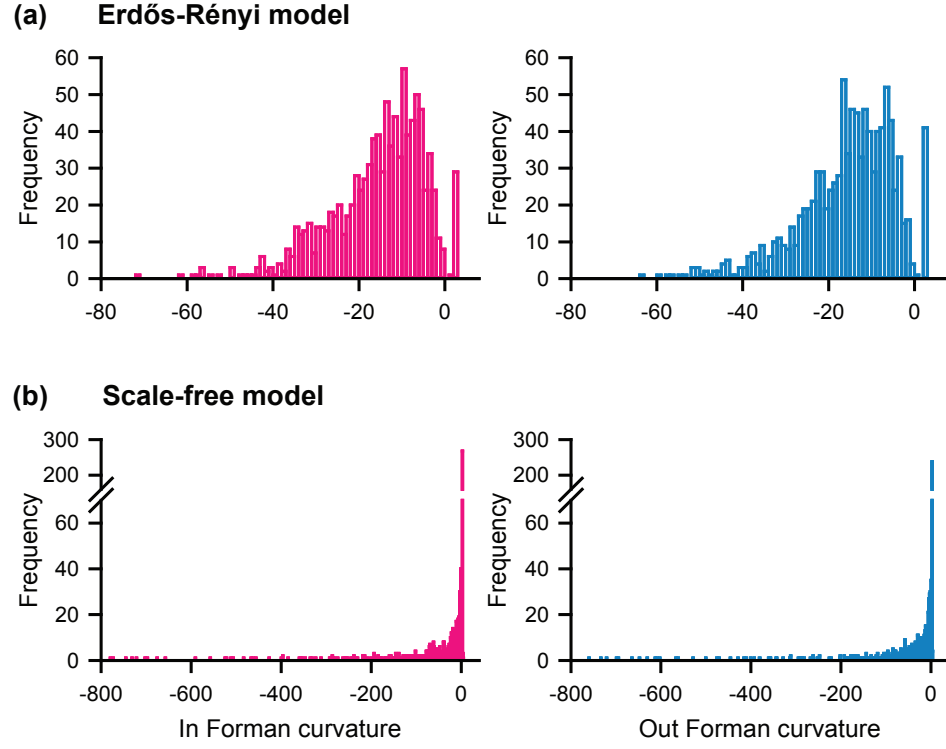 (a) Erdős-Rényi model
Frequency
60
50
40
30
20
10
0
-80 -60 -40 -20 0
Frequency
60
50
40
30
20
10
0
-80 -60 -40 -20 0
(b) Scale-free model
Frequency
300
200
60
40
20
0
-800 -600 -400 -200 0
In Forman curvature
Frequency
300
200
60
40
20
0
-800 -600 -400 -200 0
Out Forman curvature